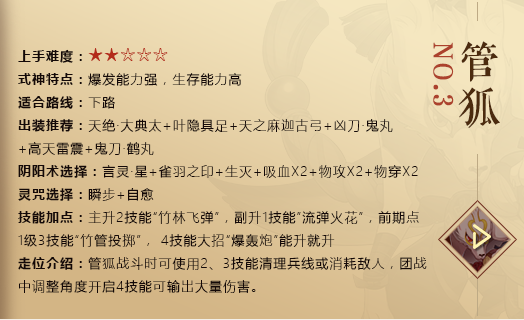 上手难度：★★☆☆☆
式神特点：爆发能力强，生存能力高
适合路线：下路
出装推荐：天绝·大典太+叶隐具足+天之麻迦古弓+凶刀·鬼丸
+高天雷震+鬼刀·鹤丸
阴阳术选择：言灵·星+雀羽之印+生灭+吸血X2+物攻X2+物穿X2
灵咒选择：瞬步+自愈
技能加点：主升2技能“竹林飞弹”，副升1技能“流弹火花”，前期点
1级3技能“竹管投掷”，4技能大招“爆轰炮”能升就升
走位介绍：管狐战斗时可使用2、3技能清理兵线或消耗敌人，团战
中调整角度开启4技能可输出大量伤害。
管狐
NO.3